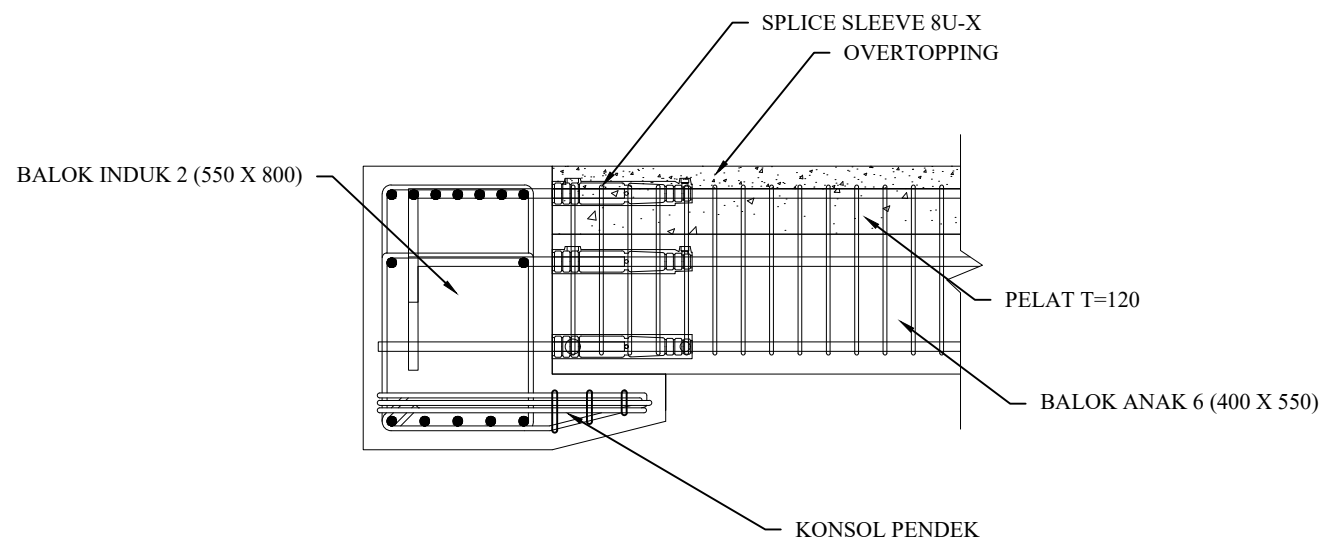 SPLICE SLEEVE 8U-X
OVERTOPPING
BALOK INDUK 2 (550 X 800)
PELAT T=120
BALOK ANAK 6 (400 X 550)
KONSOL PENDEK